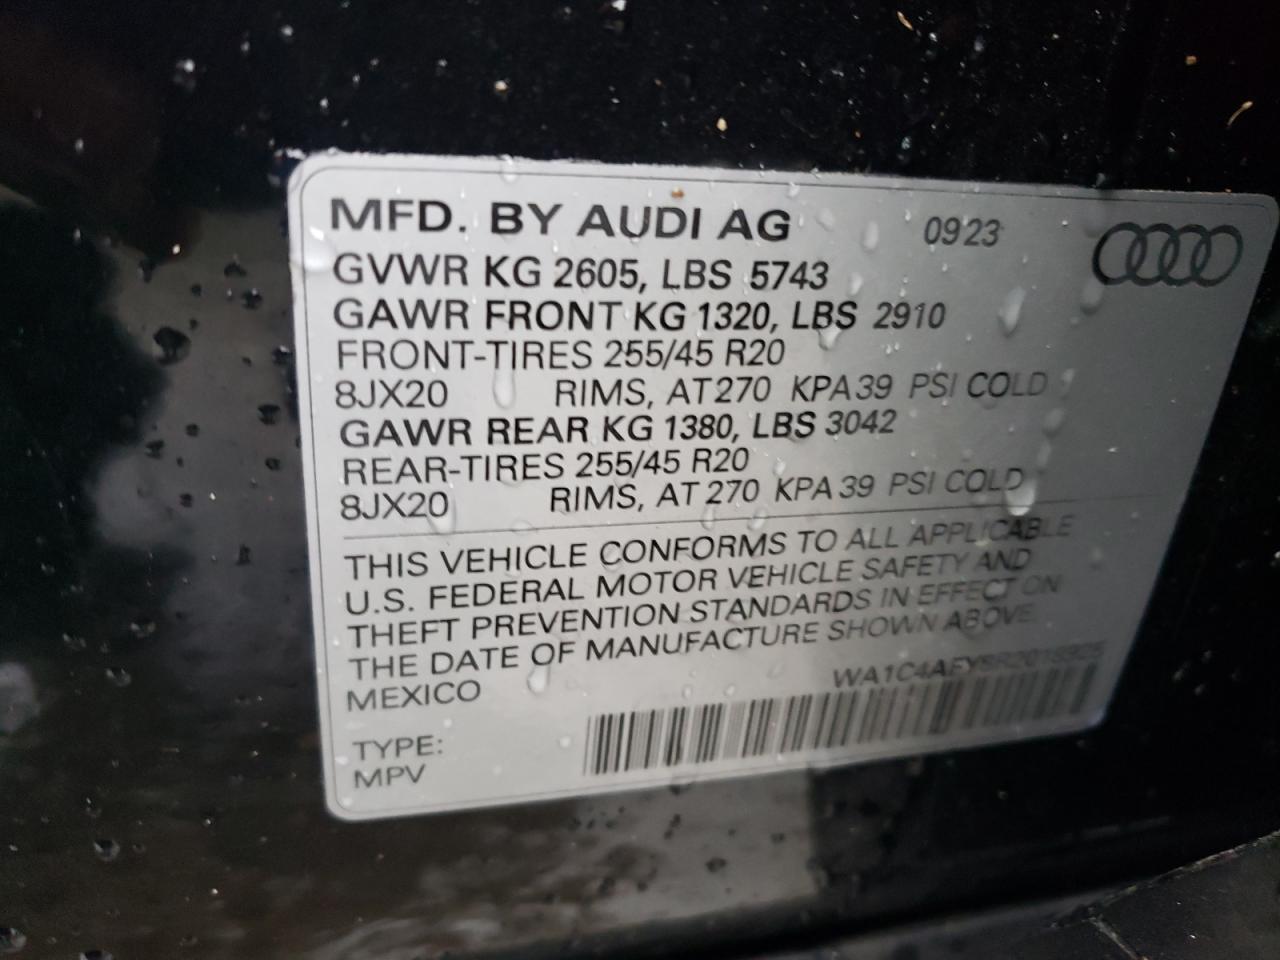 MFD. BY AUDI AG 0923
GVWR KG 2605, LBS 5743
GAWR FRONT KG 1320, LBS 2910
FRONT-TIRES 255/45 R20
8JX20 RIMS, AT 270 KPA 39 PSI COLD
GAWR REAR KG 1380, LBS 3042
REAR-TIRES 255/45 R20
8JX20 RIMS, AT 270 KPA 39 PSI COLD
THIS VEHICLE CONFORMS TO ALL APPLICABLE
U.S. FEDERAL MOTOR VEHICLE SAFETY AND
THEFT PREVENTION STANDARDS IN EFFECT ON
THE DATE OF MANUFACTURE SHOWN ABOVE.
MEXICO
TYPE:
MPV